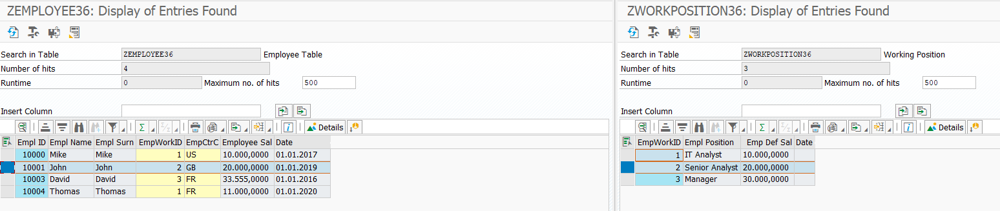 ZEMPLOYEE36: Display of Entries Found
Search in Table ZEMPLOYEE36 Employee Table
Number of hits 4
Runtime 0 Maximum no. of hits 500
Insert Column
Details
Empl ID Empl Name Empl Surn EmpWorkID EmpCtrC Employee Sal Date
10000 Mike Mike 1 US 10.000,0000 01.01.2017
10001 John John 2 GB 20.000,0000 01.01.2019
10003 David David 3 FR 33.555,0000 01.01.2016
10004 Thomas Thomas 1 FR 11.000,0000 01.01.2020
ZWORKPOSITION36: Display of Entries Found
Search in Table ZWORKPOSITION36 Working Position
Number of hits 3
Runtime 0 Maximum no. of hits 500
Insert Column
Details
EmpWorkID Empl Position Emp Def Sal Date
1 IT Analyst 10.000,0000
2 Senior Analyst 20.000,0000
3 Manager 30.000,0000